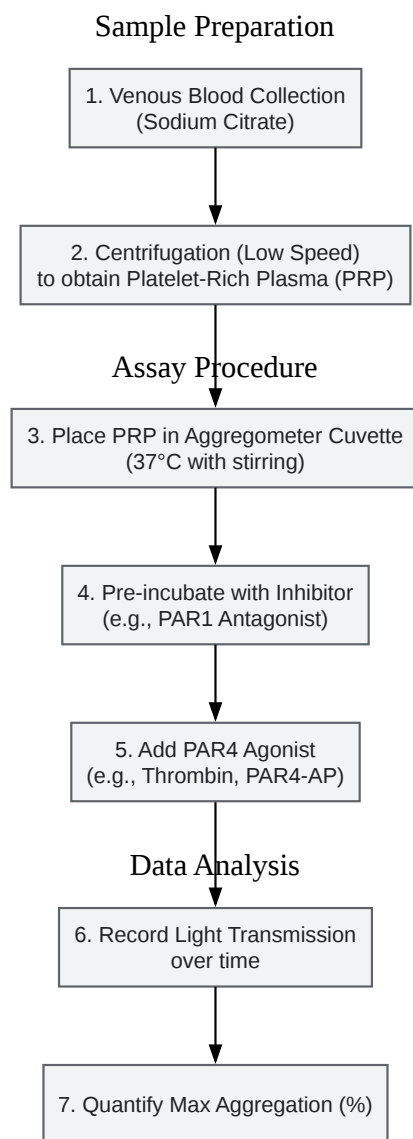 Sample Preparation
1. Venous Blood Collection
(Sodium Citrate)
2. Centrifugation (Low Speed)
to obtain Platelet-Rich Plasma (PRP)
Assay Procedure
3. Place PRP in Aggregometer Cuvette
(37°C with stirring)
4. Pre-incubate with Inhibitor
(e.g., PAR1 Antagonist)
5. Add PAR4 Agonist
(e.g., Thrombin, PAR4-AP)
Data Analysis
6. Record Light Transmission
over time
7. Quantify Max Aggregation (%)